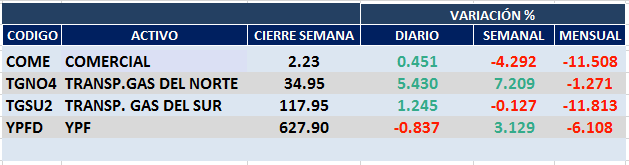 VARIACIÓN %
CODIGO ACTIVO CIERRE SEMANA DIARIO SEMANAL MENSUAL
COME COMERCIAL 2.23 0.451 -4.292 -11.508
TGNO4 TRANSP.GAS DEL NORTE 34.95 5.430 7.209 -1.271
TGSU2 TRANSP. GAS DEL SUR 117.95 1.245 -0.127 -11.813
YPFD YPF 627.90 -0.837 3.129 -6.108